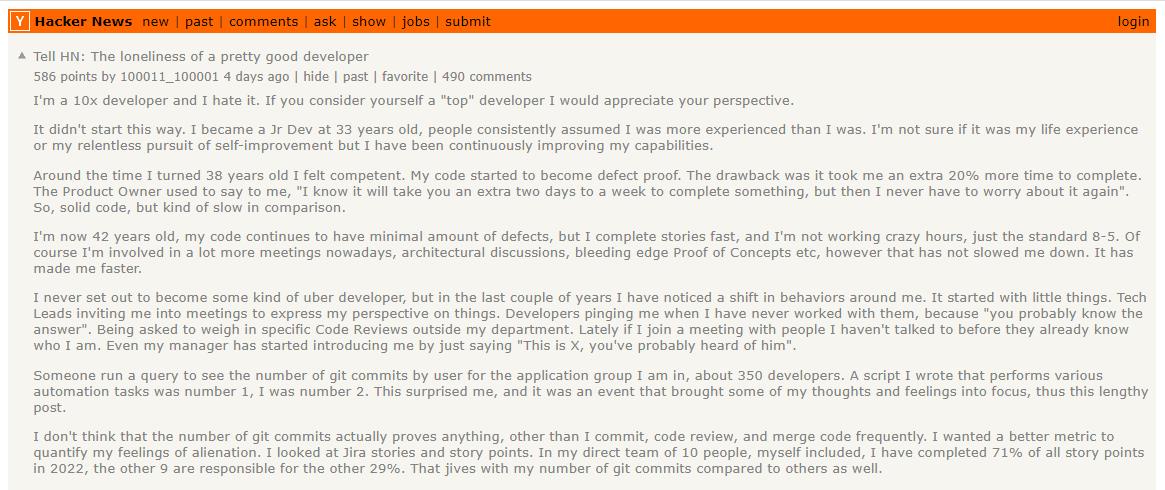 Y Hacker News new | past | comments | ask | show | jobs | submit login
Tell HN: The loneliness of a pretty good developer
586 points by 100011_100001 4 days ago | hide | past | favorite | 490 comments
I'm a 10x developer and I hate it. If you consider yourself a "top" developer I would appreciate your perspective.
It didn't start this way. I became a Jr Dev at 33 years old, people consistently assumed I was more experienced than I was. I'm not sure if it was my life experience
or my relentless pursuit of self-improvement but I have been continuously improving my capabilities.
Around the time I turned 38 years old I felt competent. My code started to become defect proof. The drawback was it took me an extra 20% more time to complete.
The Product Owner used to say to me, "I know it will take you an extra two days to a week to complete something, but then I never have to worry about it again".
So, solid code, but kind of slow in comparison.
I'm now 42 years old, my code continues to have minimal amount of defects, but I complete stories fast, and I'm not working crazy hours, just the standard 8-5. Of
course I'm involved in a lot more meetings nowadays, architectural discussions, bleeding edge Proof of Concepts etc, however that has not slowed me down. It has
made me faster.
I never set out to become some kind of uber developer, but in the last couple of years I have noticed a shift in behaviors around me. It started with little things. Tech
Leads inviting me into meetings to express my perspective on things. Developers pinging me when I have never worked with them, because "you probably know the
answer". Being asked to weigh in specific Code Reviews outside my department. Lately if I join a meeting with people I haven't talked to before they already know
who I am. Even my manager has started introducing me by just saying "This is X, you've probably heard of him".
Someone run a query to see the number of git commits by user for the application group I am in, about 350 developers. A script I wrote that performs various
automation tasks was number 1, I was number 2. This surprised me, and it was an event that brought some of my thoughts and feelings into focus, thus this lengthy
post.
I don't think that the number of git commits actually proves anything, other than I commit, code review, and merge code frequently. I wanted a better metric to
quantify my feelings of alienation. I looked at Jira stories and story points. In my direct team of 10 people, myself included, I have completed 71% of all story points
in 2022, the other 9 are responsible for the other 29%. That jives with my number of git commits compared to others as well.